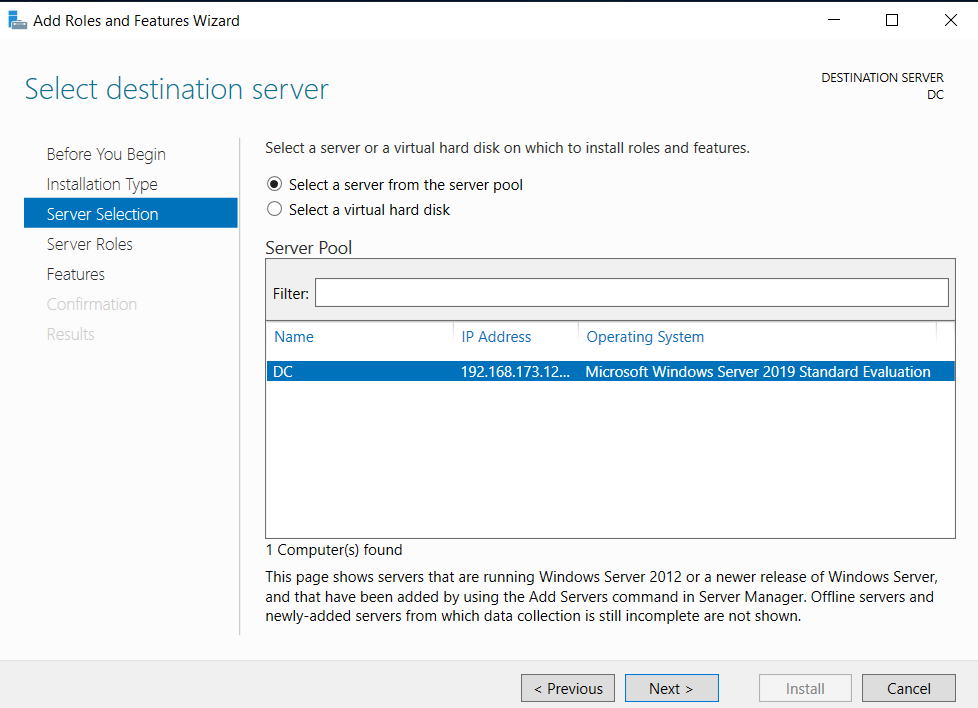 Add Roles and Features Wizard
Select destination server
DESTINATION SERVER
DC
Before You Begin
Installation Type
Server Selection
Server Roles
Features
Confirmation
Results
Select a server or a virtual hard disk on which to install roles and features.
Select a server from the server pool
Select a virtual hard disk
Server Pool
Filter:
Name IP Address Operating System
DC 192.168.173.12... Microsoft Windows Server 2019 Standard Evaluation
1 Computer(s) found
This page shows servers that are running Windows Server 2012 or a newer release of Windows Server,
and that have been added by using the Add Servers command in Server Manager. Offline servers and
newly-added servers from which data collection is still incomplete are not shown.
< Previous Next > Install Cancel